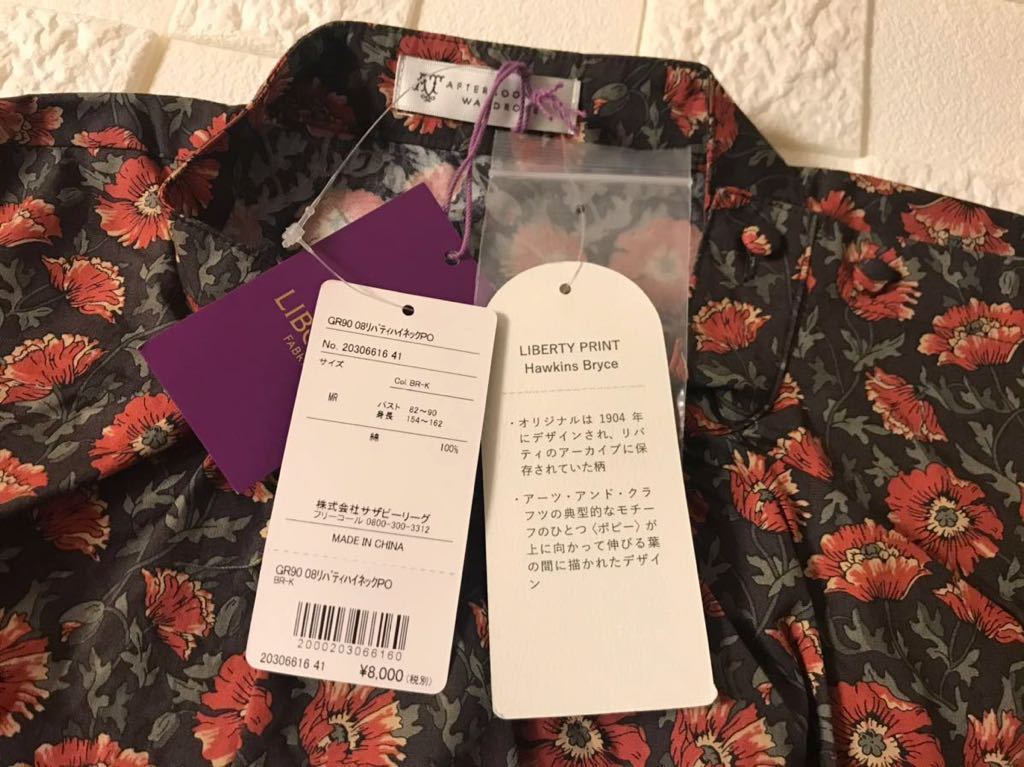 AT
WARDROBE
LIBE
FABR
GR90 08リバティハイネックPO
No. 20306616 41
サイズ
Col. BR-K
MR
バスト 82～90
身長 154～162
綿 100%
株式会社サザビーリーグ
フリーコール 0800-300-3312
MADE IN CHINA
GR90 08リバティハイネックPO
BR-K
2000203066160
20306616 41
¥8,000(税別)
LIBERTY PRINT
Hawkins Bryce
・オリジナルは 1904 年
にデザインされ、リバ
ティのアーカイブに保
存されていた柄
・アーツ・アンド・クラ
フツの典型的なモチー
フのひとつ〈ポピー〉が
上に向かって伸びる葉
の間に描かれたデザイ
ン